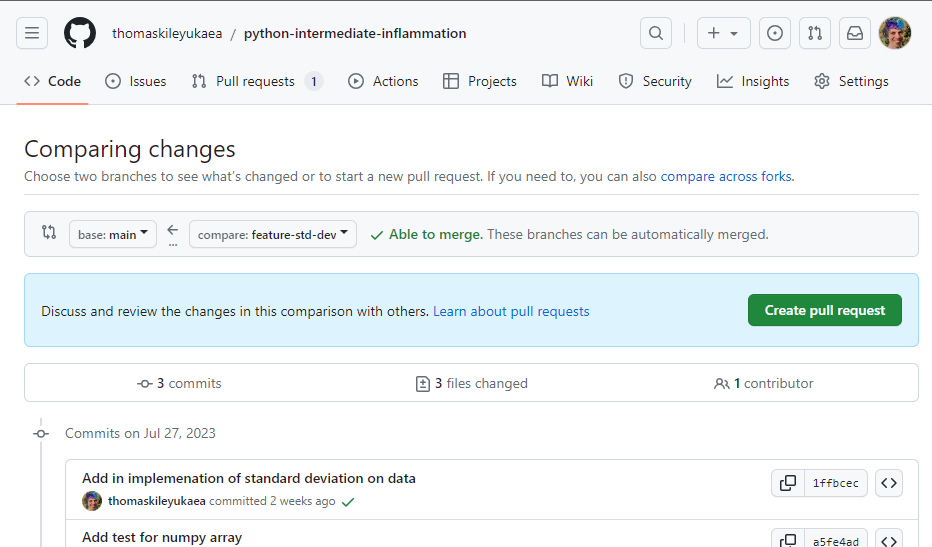 thomaskileyukaea / python-intermediate-inflammation
Code Issues Pull requests 1 Actions Projects Wiki Security Insights Settings
Comparing changes
Choose two branches to see what's changed or to start a new pull request. If you need to, you can also compare across forks.
base: main ... compare: feature-std-dev Able to merge. These branches can be automatically merged.
Discuss and review the changes in this comparison with others. Learn about pull requests Create pull request
3 commits 3 files changed 1 contributor
Commits on Jul 27, 2023
Add in implemenation of standard deviation on data
1ffbcec
thomaskileyukaea committed 2 weeks ago
Add test for numpy array
a5fe4ad